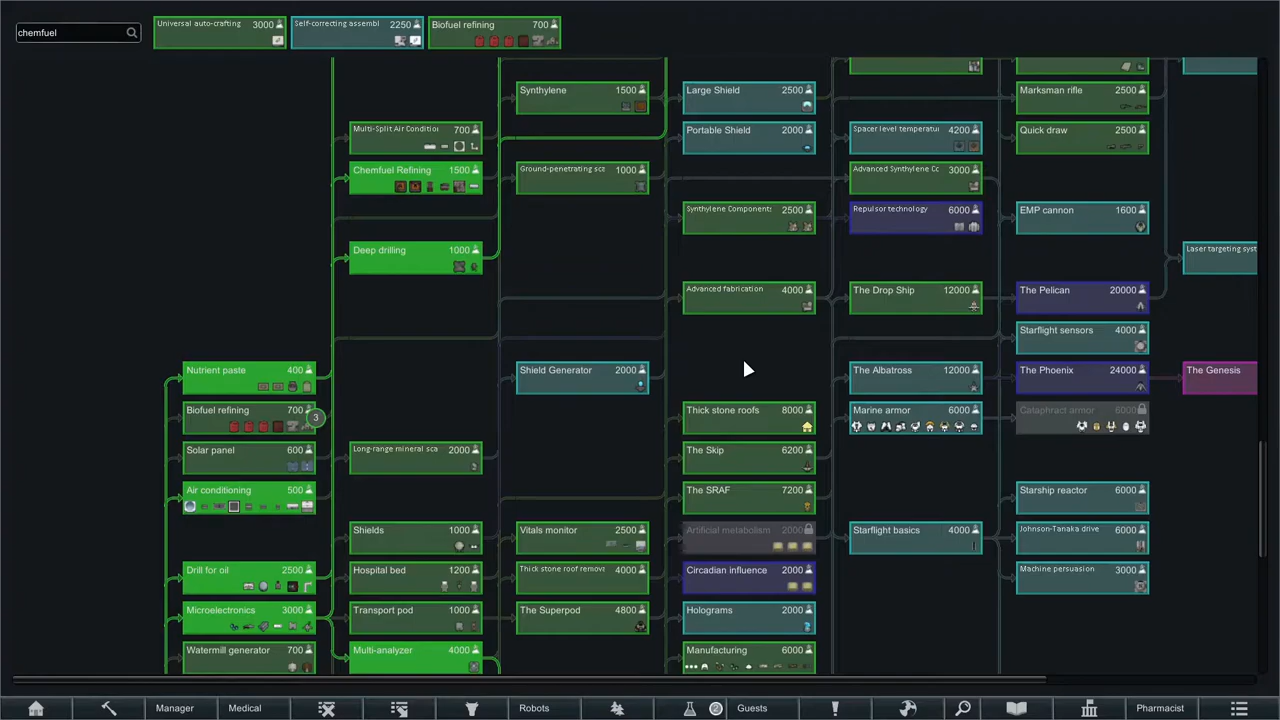 chemfuel
Universal auto-crafting 3000
Self-correcting assembl 2250
Biofuel refining 700
Synthylene 1500
Large Shield 2500
Marksman rifle 2500
Multi-Split Air Conditio 700
Portable Shield 2000
Spacer level temperatu 4200
Quick draw 2500
Chemfuel Refining 1500
Ground-penetrating sca 1000
Advanced Synthylene Co 3000
Synthylene Components 2500
Repulsor technology 6000
EMP cannon 1600
Deep drilling 1000
Laser targeting syst
Advanced fabrication 4000
The Drop Ship 12000
The Pelican 20000
Starflight sensors 4000
Nutrient paste 400
Shield Generator 2000
The Albatross 12000
The Phoenix 24000
The Genesis
Biofuel refining 700
3
Thick stone roofs 8000
Marine armor 6000
Cataphract armor 6000
Solar panel 600
Long-range mineral sca 2000
The Skip 6200
Air conditioning 500
The SRAF 7200
Starship reactor 6000
Shields 1000
Vitals monitor 2500
Artificial metabolism 2000
Starflight basics 4000
Johnson-Tanaka drive 6000
Drill for oil 2500
Hospital bed 1200
Thick stone roof remova 4000
Circadian influence 2000
Machine persuasion 3000
Microelectronics 3000
Transport pod 1000
The Superpod 4800
Holograms 2000
Watermill generator 700
Multi-analyzer 4000
Manufacturing 6000
Manager
Medical
Robots
2
Guests
Pharmacist